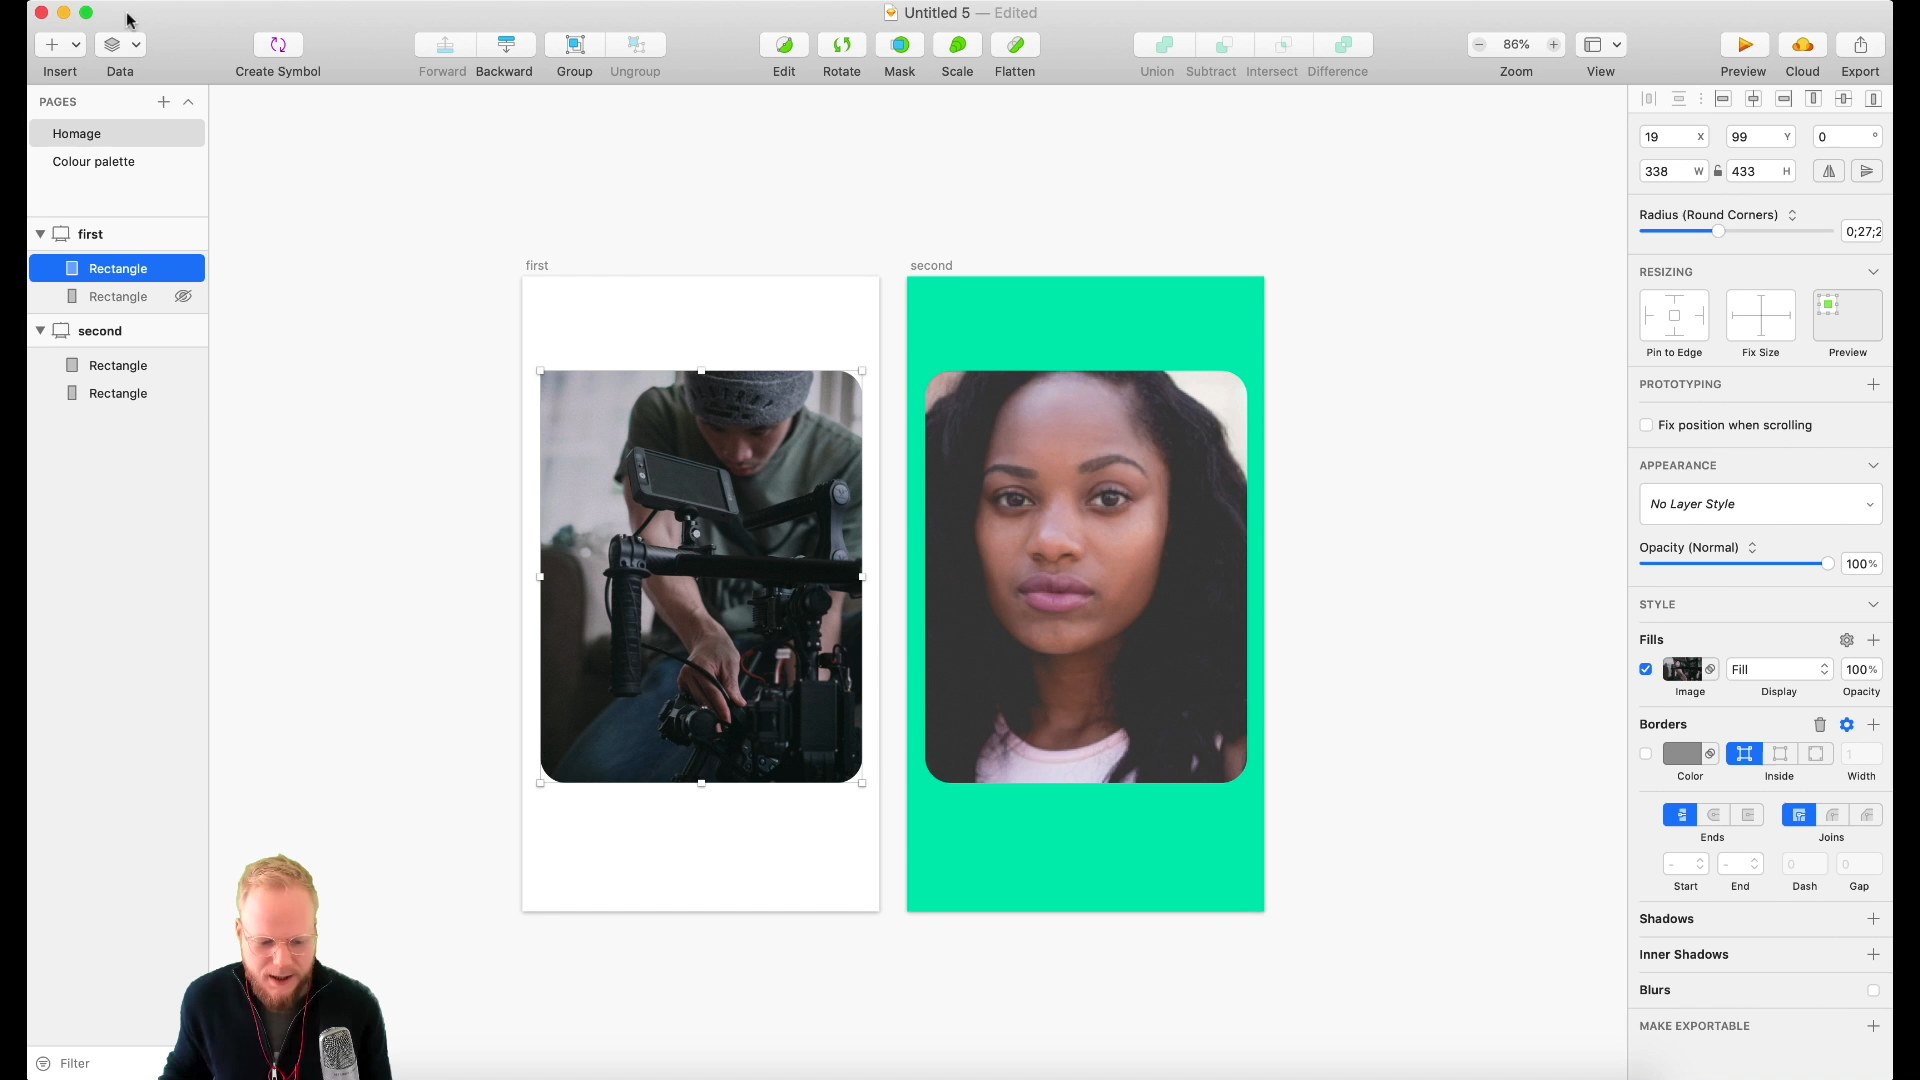 Untitled 5 — Edited
Insert
Data
Create Symbol
Forward
Backward
Group
Ungroup
Edit
Rotate
Mask
Scale
Flatten
Union
Subtract
Intersect
Difference
86%
Zoom
View
Preview
Cloud
Export
PAGES
Homage
Colour palette
first
Rectangle
Rectangle
second
Rectangle
Rectangle
Filter
first
second
19 X
99 Y
0 °
338 W
433 H
Radius (Round Corners)
0;27;2
RESIZING
Pin to Edge
Fix Size
Preview
PROTOTYPING
Fix position when scrolling
APPEARANCE
No Layer Style
Opacity (Normal)
100%
STYLE
Fills
Fill
100%
Image
Display
Opacity
Borders
1
Color
Inside
Width
Ends
Joins
-
-
0
0
Start
End
Dash
Gap
Shadows
Inner Shadows
Blurs
MAKE EXPORTABLE